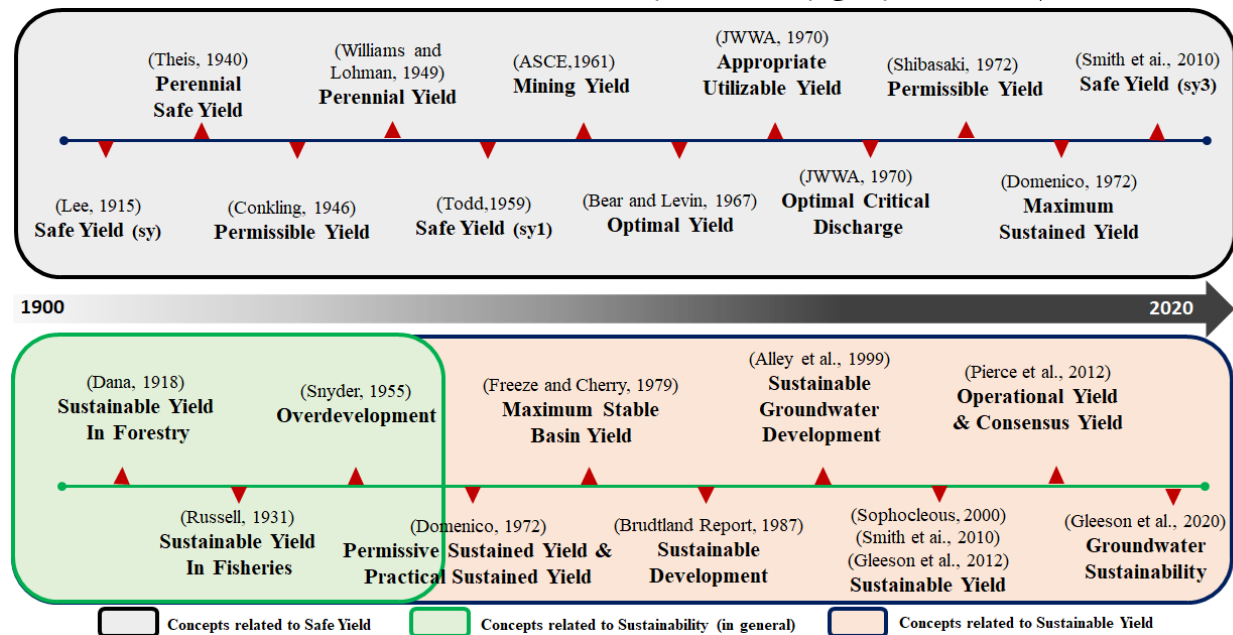 (Theis, 1940)
Perennial
Safe Yield
(Williams and
Lohman, 1949)
Perennial Yield
(ASCE,1961)
Mining Yield
(JWWA, 1970)
Appropriate
Utilizable Yield
(Shibasaki, 1972)
Permissible Yield
(Smith et ai., 2010)
Safe Yield (sy3)
(Lee, 1915)
Safe Yield (sy)
(Conkling, 1946)
Permissible Yield
(Todd,1959)
Safe Yield (sy1)
(Bear and Levin, 1967)
Optimal Yield
(JWWA, 1970)
Optimal Critical
Discharge
(Domenico, 1972)
Maximum
Sustained Yield
1900
2020
(Dana, 1918)
Sustainable Yield
In Forestry
(Snyder, 1955)
Overdevelopment
(Freeze and Cherry, 1979)
Maximum Stable
Basin Yield
(Alley et al., 1999)
Sustainable
Groundwater
Development
(Pierce et al., 2012)
Operational Yield
& Consensus Yield
(Russell, 1931)
Sustainable Yield
In Fisheries
(Domenico, 1972)
Permissive Sustained Yield &
Practical Sustained Yield
(Brudtland Report, 1987)
Sustainable
Development
(Sophocleous, 2000)
(Smith et ai., 2010)
(Gleeson et al., 2012)
Sustainable Yield
(Gleeson et al., 2020)
Groundwater
Sustainability
Concepts related to Safe Yield
Concepts related to Sustainability (in general)
Concepts related to Sustainable Yield